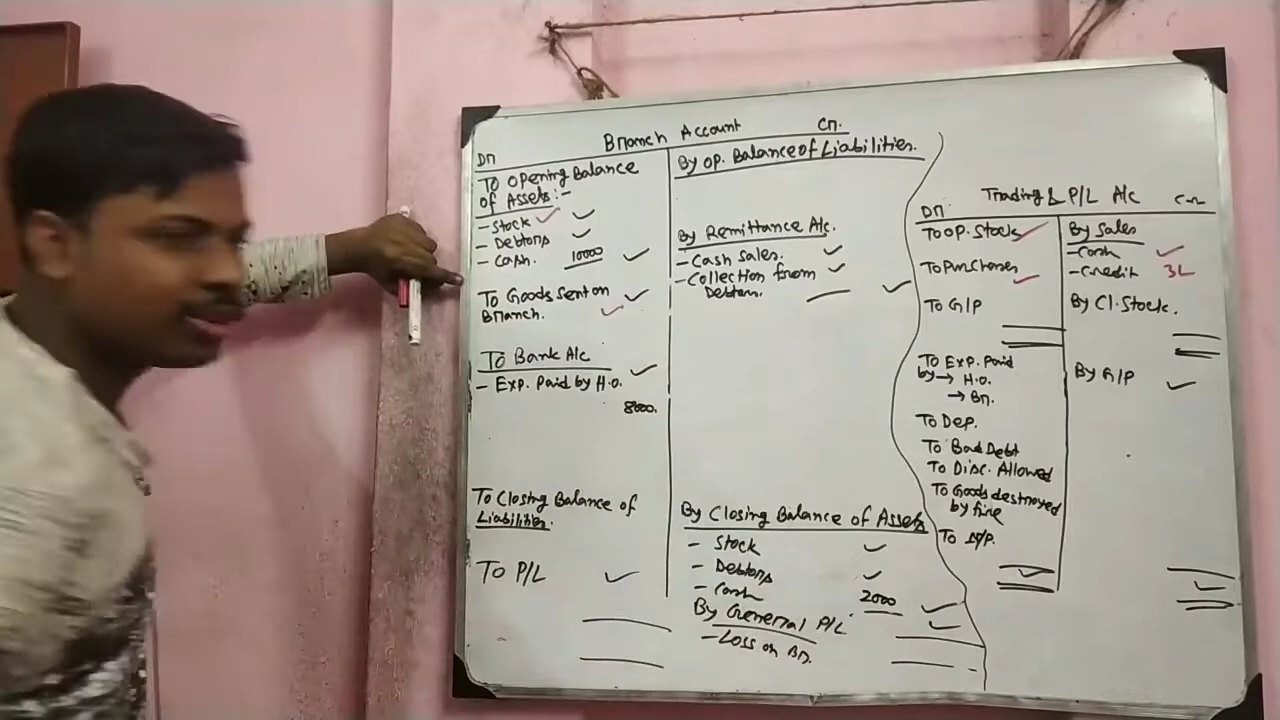 Branch Account
Dr
Cr.
To Opening Balance
of Assets:-
- Stock
- Debtors
- Cash. 10000
To Goods Sent on
Branch.
To Bank A/c
- Exp. Paid by H.O.
8000.
To Closing Balance of
Liabilities.
To P/L
By Op. Balance of Liabilities.
By Remittance A/c.
- Cash Sales.
- Collection from
Debtors.
By Closing Balance of Assets
- Stock
- Debtors
- Cash 2000
By General P/L
- Loss on Br.
Trading & P/L A/c
Dr
Cr
To Op. Stock
To Purchases
To G/P
To Exp. Paid
by → H.O.
→ Br.
To Dep.
To Bad Debt
To Disc. Allowed
To Goods destroyed
by fire
To N/P.
By Sales
- Cash
- Credit 3L
By Cl. Stock.
By G/P